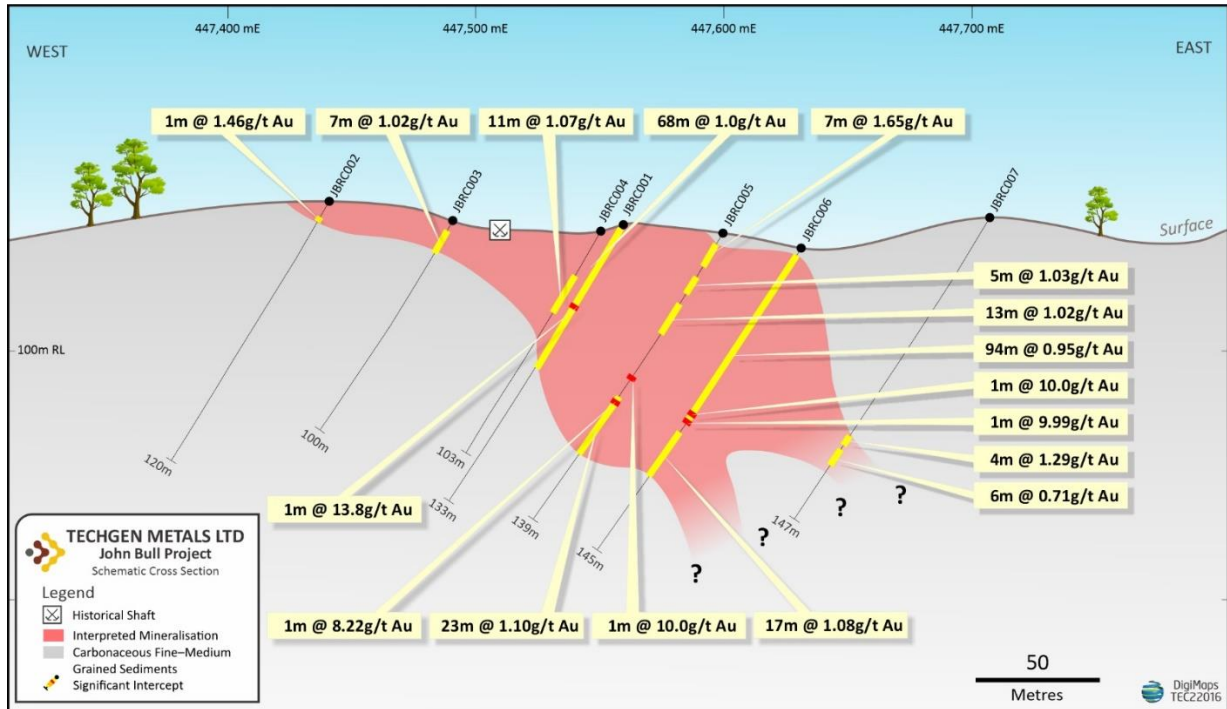 447,400 mE
447,500 mE
447,600 mE
447,700 mE
WEST
EAST
1m @ 1.46g/t Au
7m @ 1.02g/t Au
11m @ 1.07g/t Au
68m @ 1.0g/t Au
7m @ 1.65g/t Au
JBRC002
JBRC003
JBRC004
JBRC001
JBRC005
JBRC006
JBRC007
Surface
5m @ 1.03g/t Au
13m @ 1.02g/t Au
100m RL
94m @ 0.95g/t Au
1m @ 10.0g/t Au
1m @ 9.99g/t Au
4m @ 1.29g/t Au
6m @ 0.71g/t Au
120m
100m
103m
133m
139m
145m
147m
1m @ 13.8g/t Au
?
?
?
?
TECHGEN METALS LTD
John Bull Project
Schematic Cross Section
Legend
Historical Shaft
Interpreted Mineralisation
Carbonaceous Fine–Medium
Grained Sediments
Significant Intercept
1m @ 8.22g/t Au
23m @ 1.10g/t Au
1m @ 10.0g/t Au
17m @ 1.08g/t Au
50
Metres
DigiMaps
TEC22016